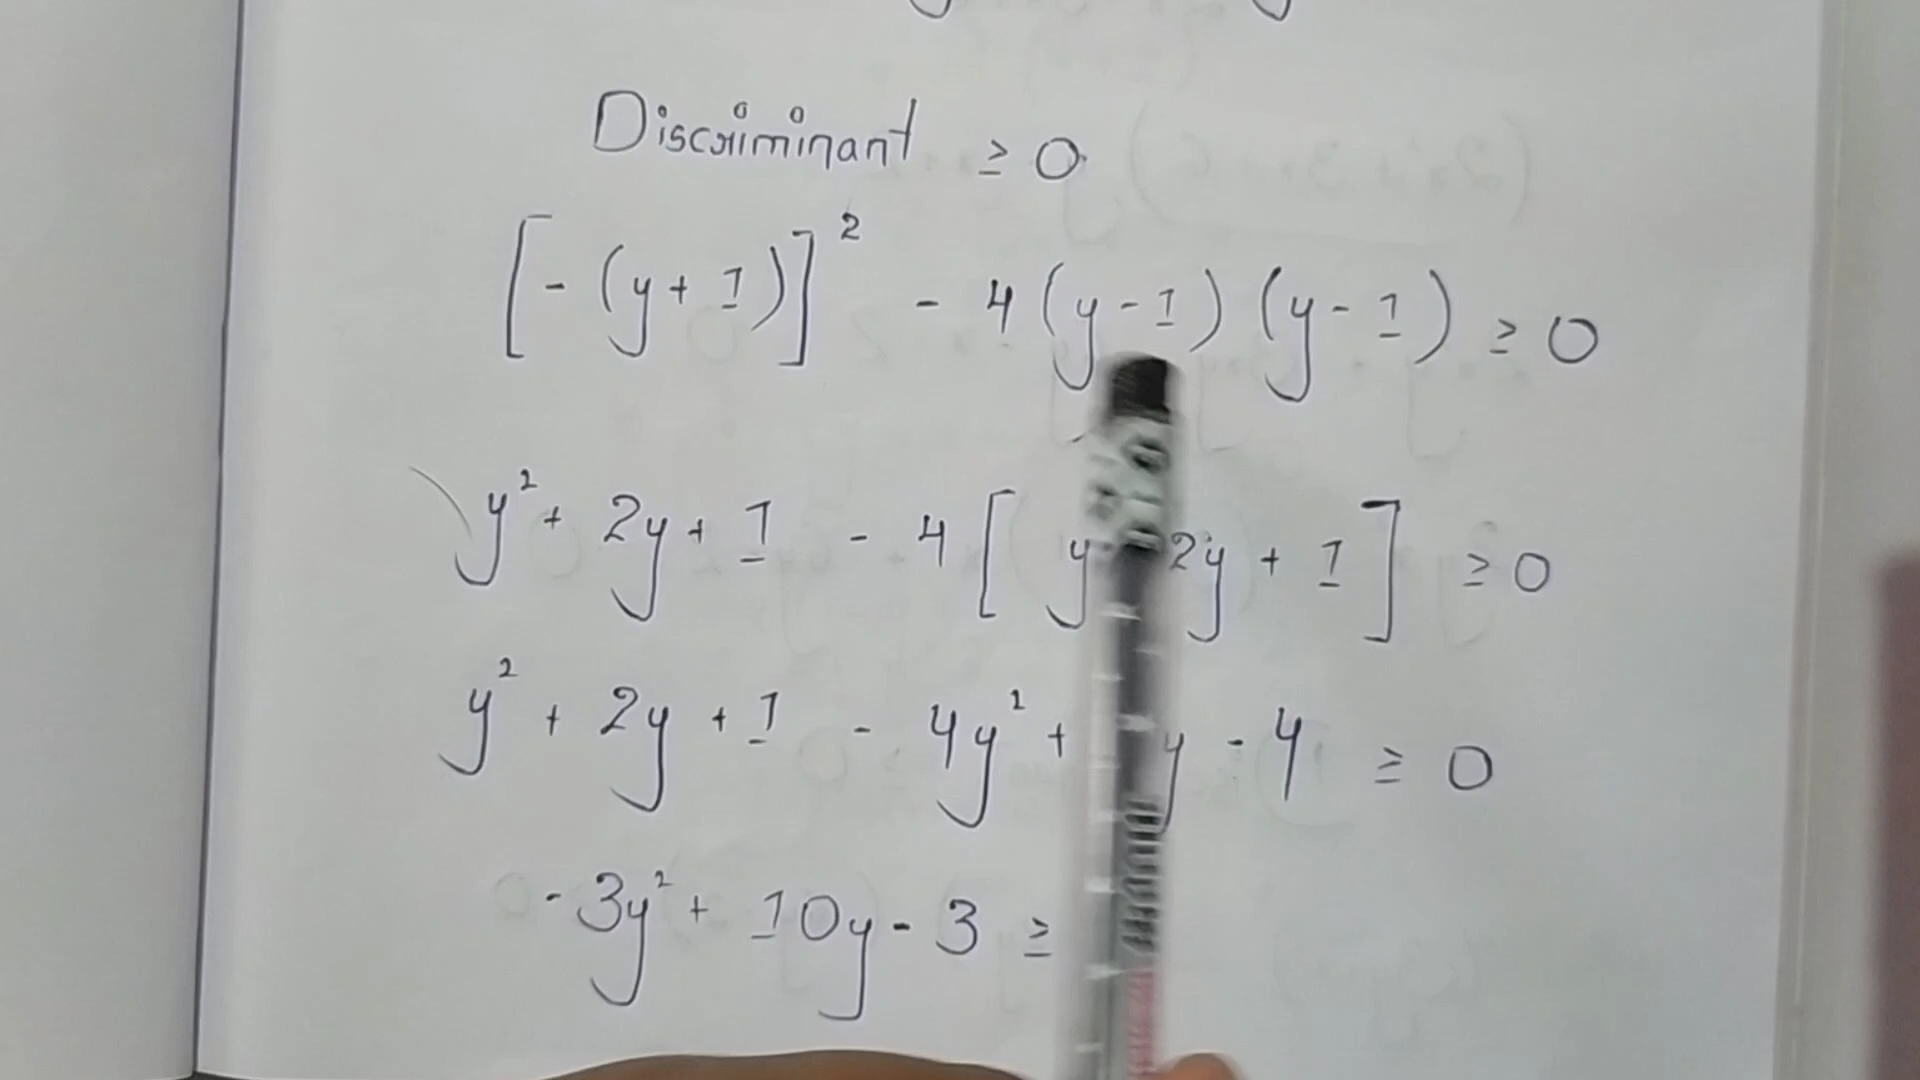 Discriminant ≥ 0
[-(y+1)]² - 4(y-1)(y-1) ≥ 0
y² + 2y + 1 - 4[y 2y + 1] ≥ 0
y² + 2y + 1 - 4y² + y - 4 ≥ 0
-3y² + 10y - 3 ≥